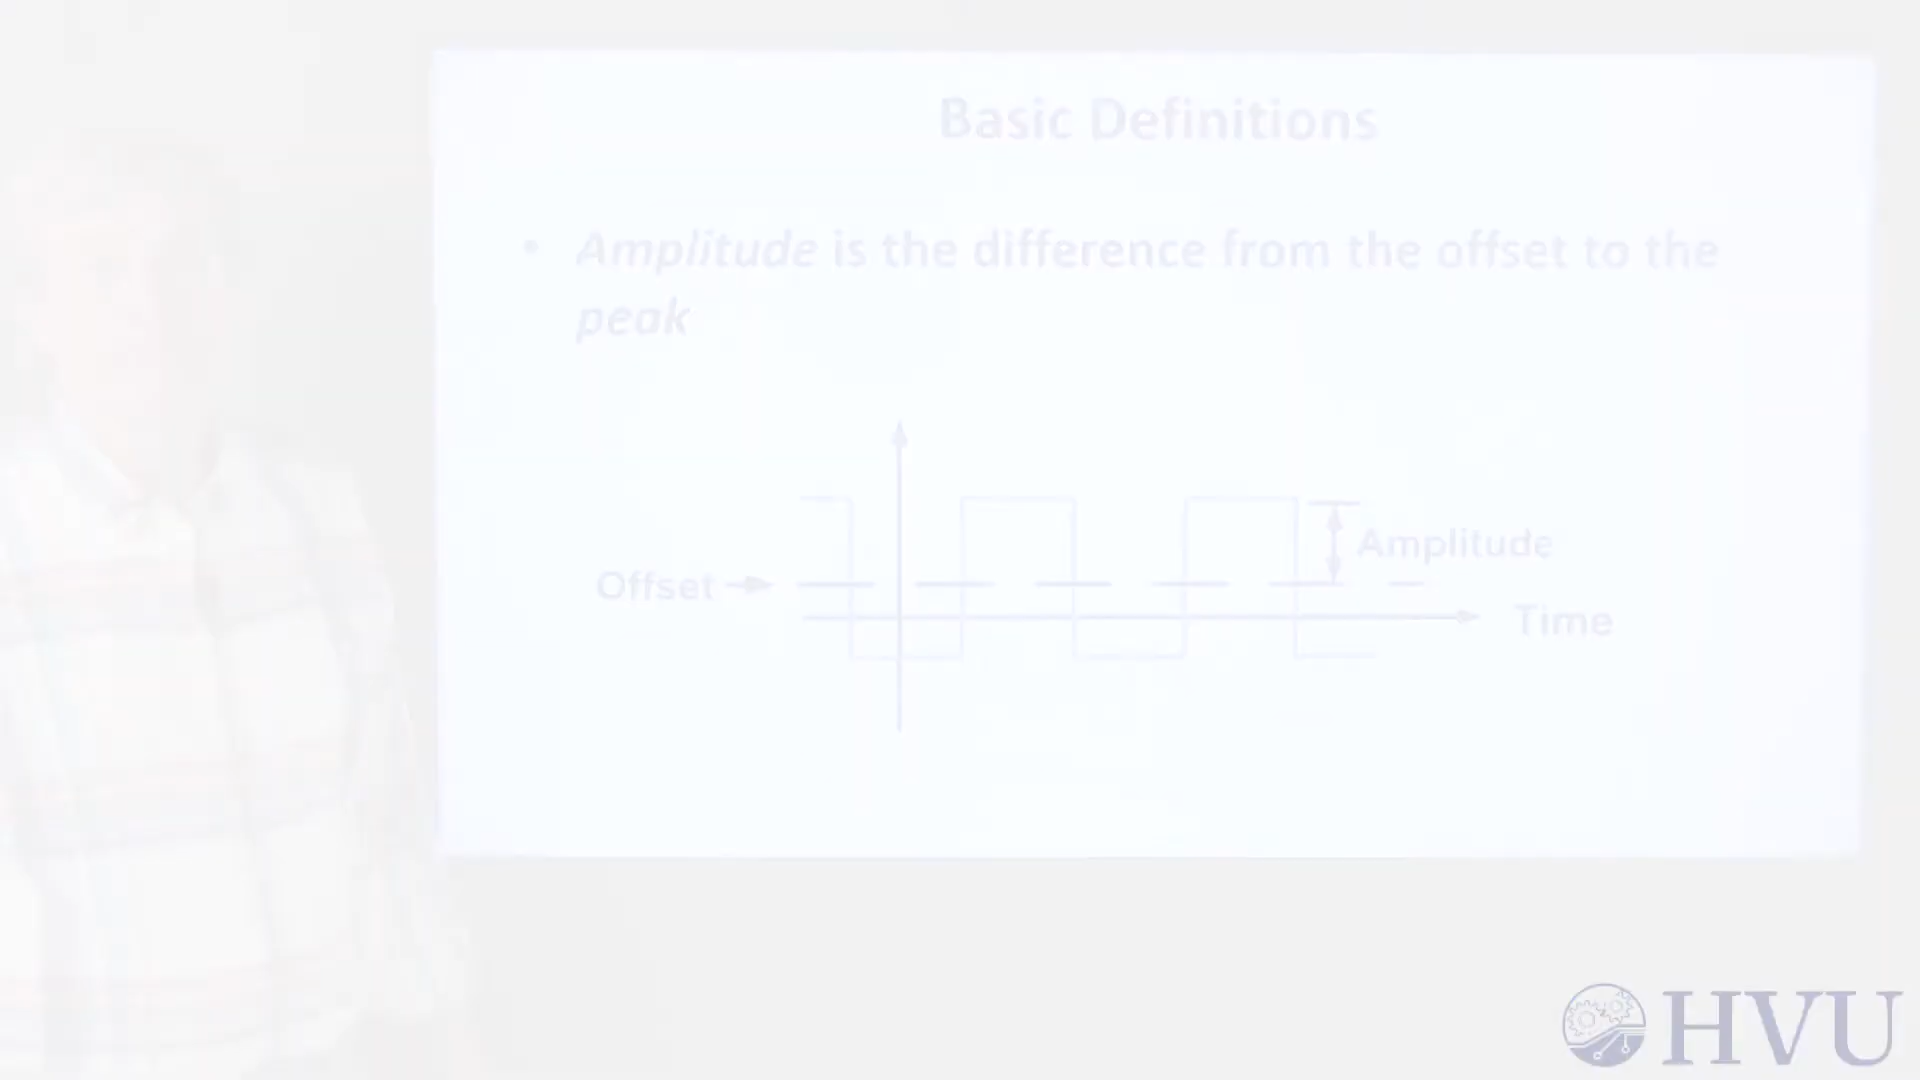 Basic Definitions
• Amplitude is the difference from the offset to the
peak
Amplitude
Offset
Time
HVU